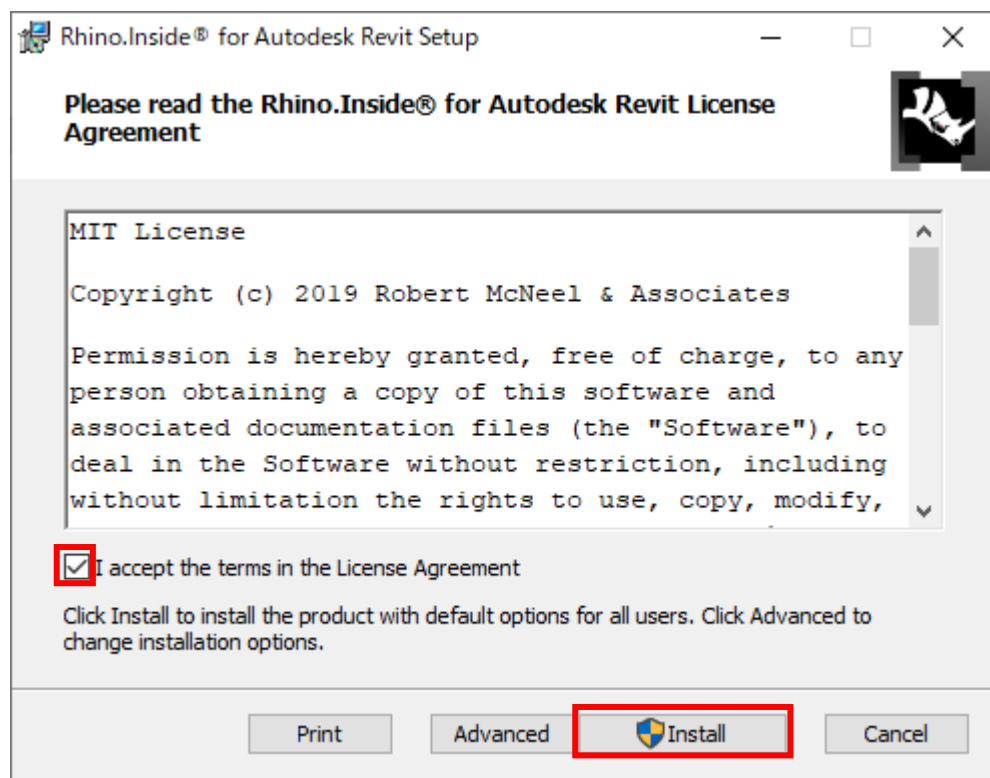 Rhino.Inside® for Autodesk Revit Setup
Please read the Rhino.Inside® for Autodesk Revit License
Agreement
MIT License
Copyright (c) 2019 Robert McNeel & Associates
Permission is hereby granted, free of charge, to any
person obtaining a copy of this software and
associated documentation files (the "Software"), to
deal in the Software without restriction, including
without limitation the rights to use, copy, modify,
I accept the terms in the License Agreement
Click Install to install the product with default options for all users. Click Advanced to
change installation options.
Print Advanced Install Cancel